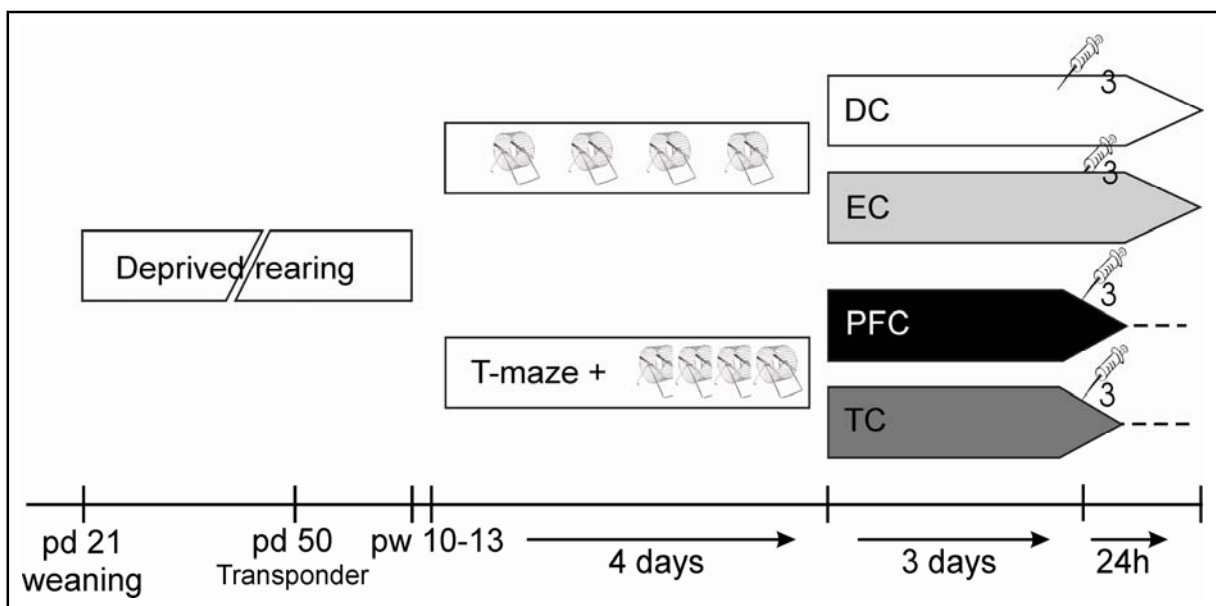 DC
3
EC
3
Deprived rearing
PFC
3
T-maze +
TC
3
pd 21
weaning
pd 50
Transponder
pw 10-13
4 days
3 days
24h